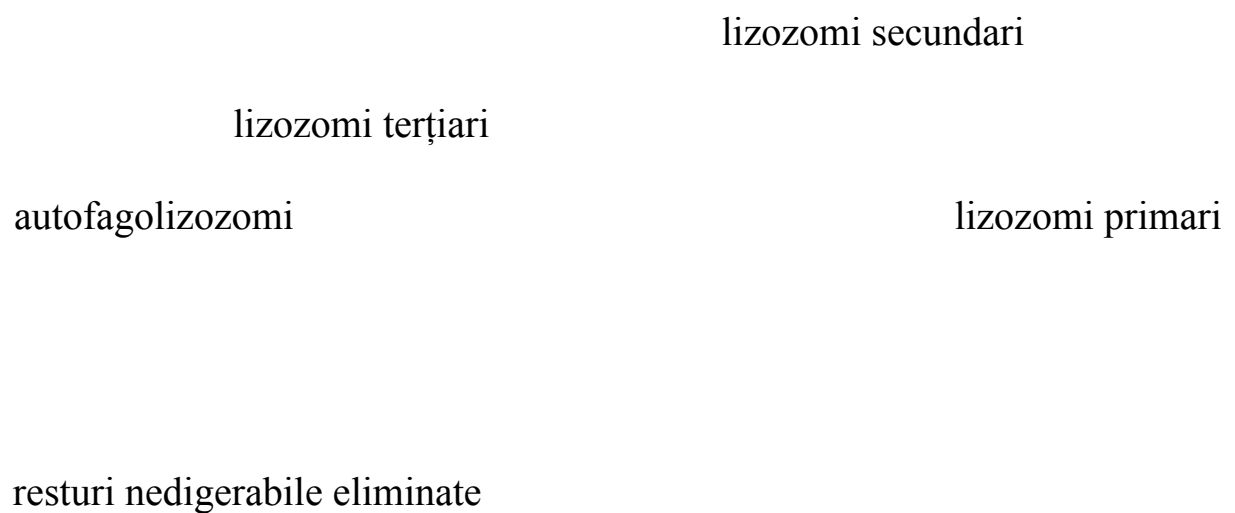 lizozomi secundari
lizozomi terțiari
autofagolizozomi
lizozomi primari
resturi nedigerabile eliminate